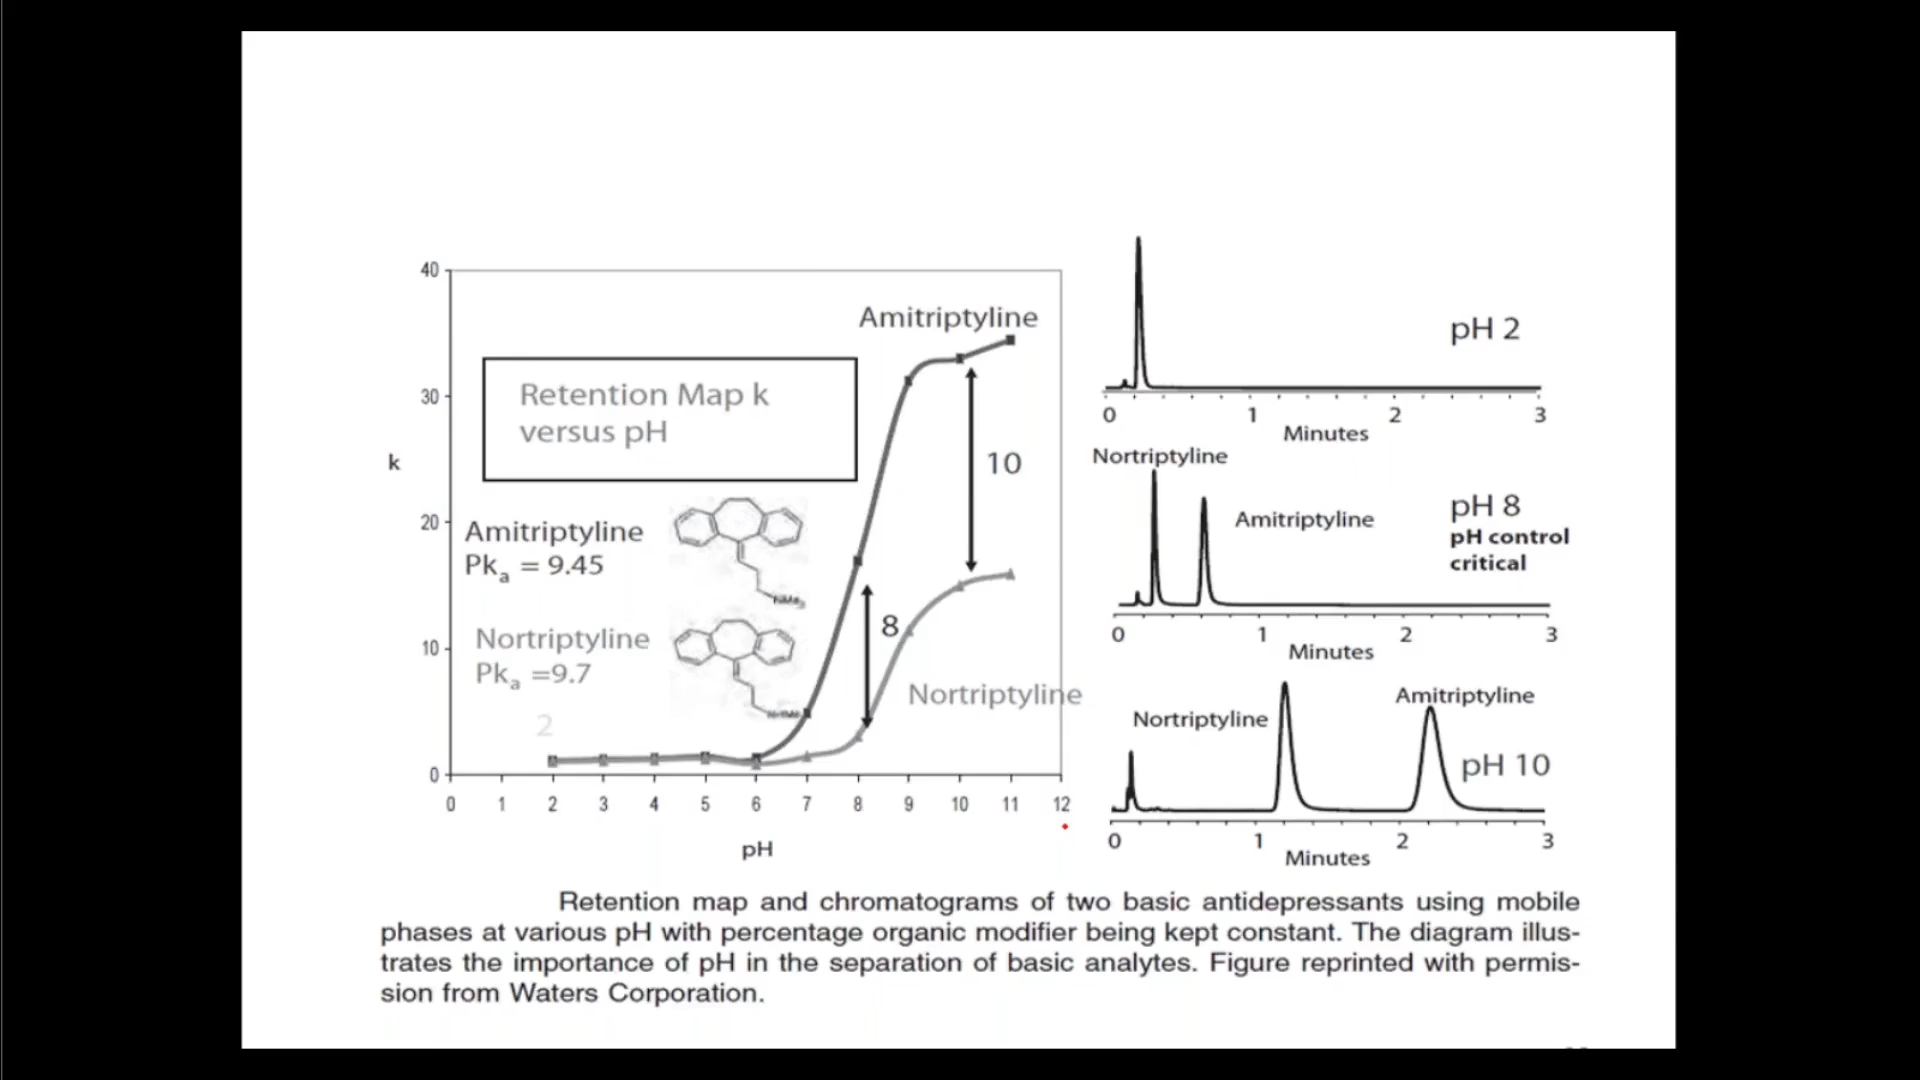 40
30
20
10
0
k
0 1 2 3 4 5 6 7 8 9 10 11 12
pH
Retention Map k
versus pH
Amitriptyline
10
8
Nortriptyline
Amitriptyline
Pka = 9.45
Nortriptyline
Pka =9.7
2
pH 2
0 1 2 3
Minutes
Nortriptyline
Amitriptyline
pH 8
pH control
critical
0 1 2 3
Minutes
Nortriptyline
Amitriptyline
pH 10
0 1 2 3
Minutes
Retention map and chromatograms of two basic antidepressants using mobile
phases at various pH with percentage organic modifier being kept constant. The diagram illus-
trates the importance of pH in the separation of basic analytes. Figure reprinted with permis-
sion from Waters Corporation.